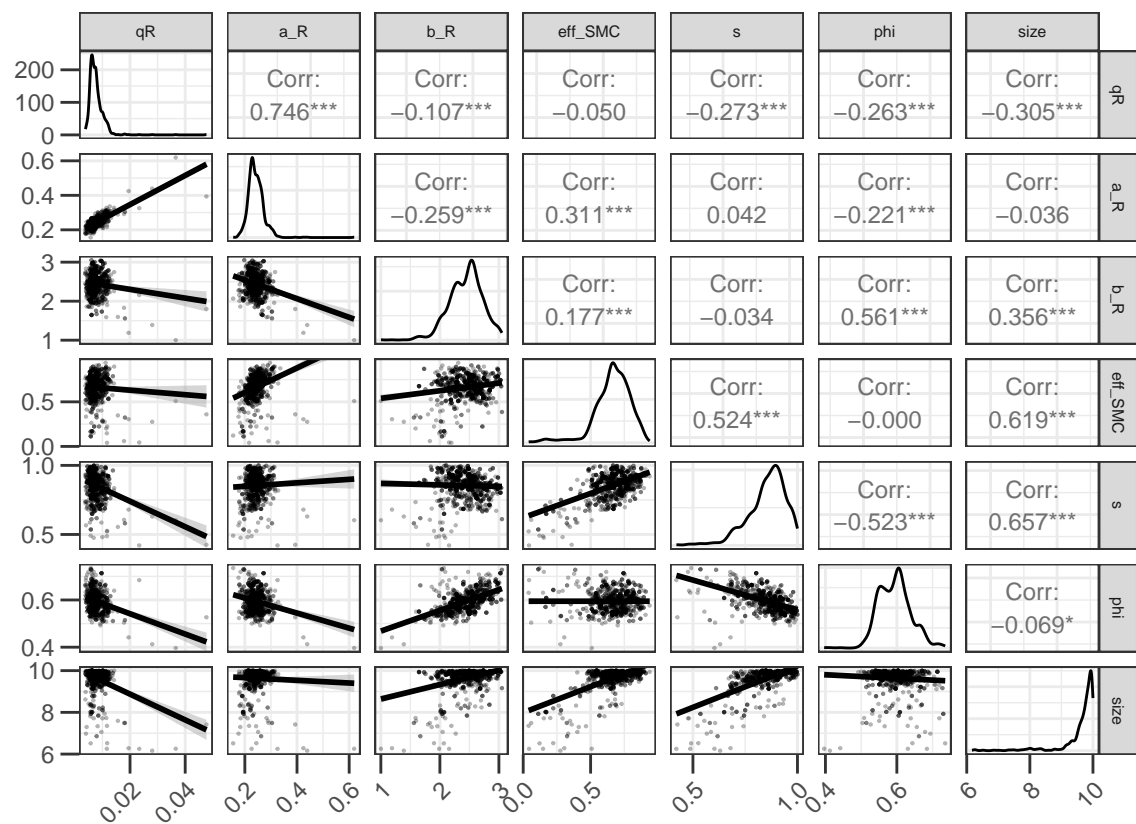 qR a_R b_R eff_SMC s phi size
200 Corr: Corr: Corr: Corr: Corr: Corr: qR
100 0.746*** −0.107*** −0.050 −0.273*** −0.263*** −0.305***
0
0.6 Corr: Corr: Corr: Corr: Corr: a_R
0.4 −0.259*** 0.311*** 0.042 −0.221*** −0.036
0.2
3 Corr: Corr: Corr: Corr: b_R
2 0.177*** −0.034 0.561*** 0.356***
1
0.5 Corr: Corr: Corr: eff_SMC
0.0 0.524*** −0.000 0.619***
1.0 Corr: Corr: s
0.5 −0.523*** 0.657***
0.6 Corr: phi
0.4 −0.069*
10 size
8
6
0.02 0.04 0.2 0.4 0.6 1 2 3 0.0 0.5 0.5 1.0 0.4 0.6 6 8 10